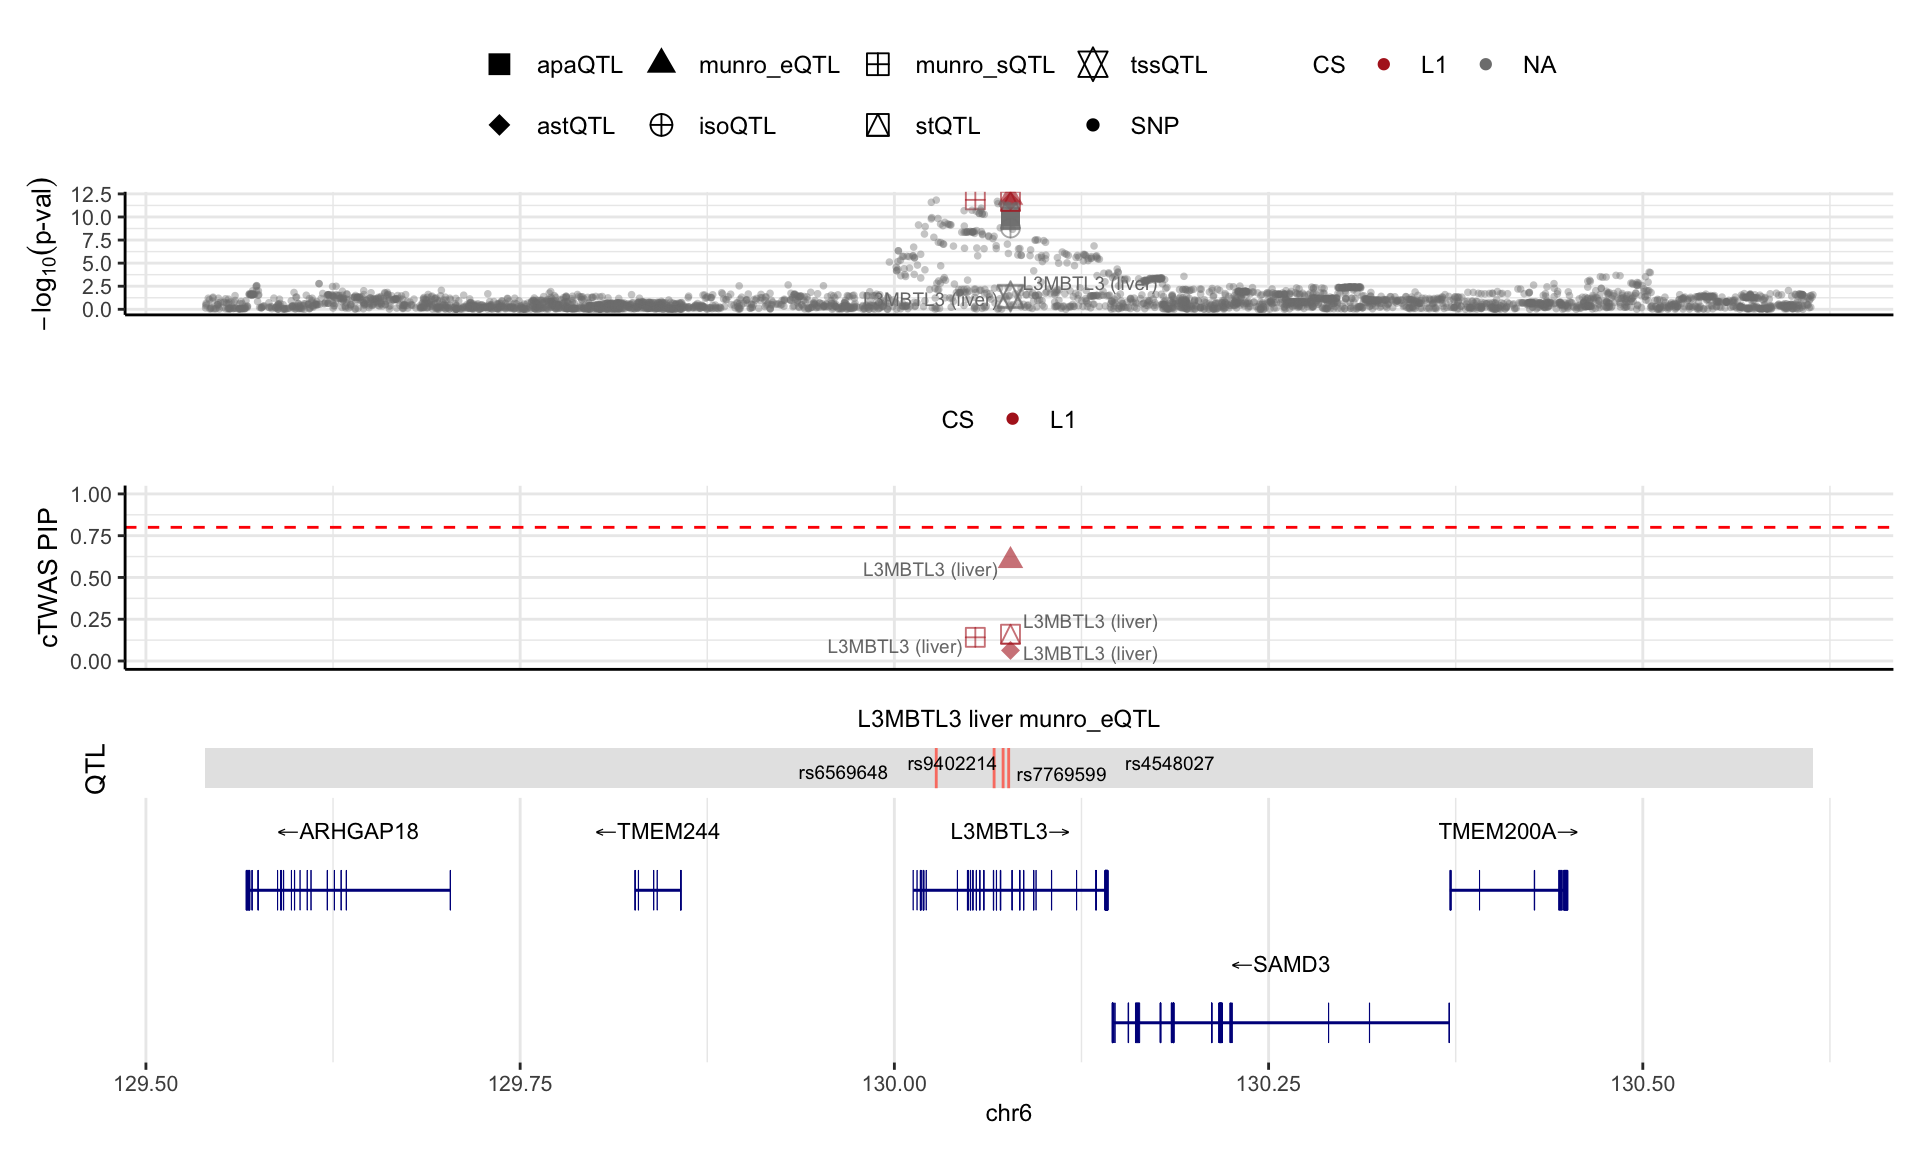 apaQTL munro_eQTL munro_sQTL tssQTL CS L1 NA
astQTL isoQTL stQTL SNP
−log10(p-val)
12.5
10.0
7.5
5.0
2.5
0.0
L3MBTL3 (liver)
L3MBTL3 (liver)
CS L1
cTWAS PIP
1.00
0.75
0.50
0.25
0.00
L3MBTL3 (liver)
L3MBTL3 (liver)
L3MBTL3 (liver)
L3MBTL3 (liver)
L3MBTL3 liver munro_eQTL
QTL
rs6569648 rs9402214 rs7769599 rs4548027
←ARHGAP18 ←TMEM244 L3MBTL3→ TMEM200A→
←SAMD3
129.50 129.75 130.00 130.25 130.50
chr6